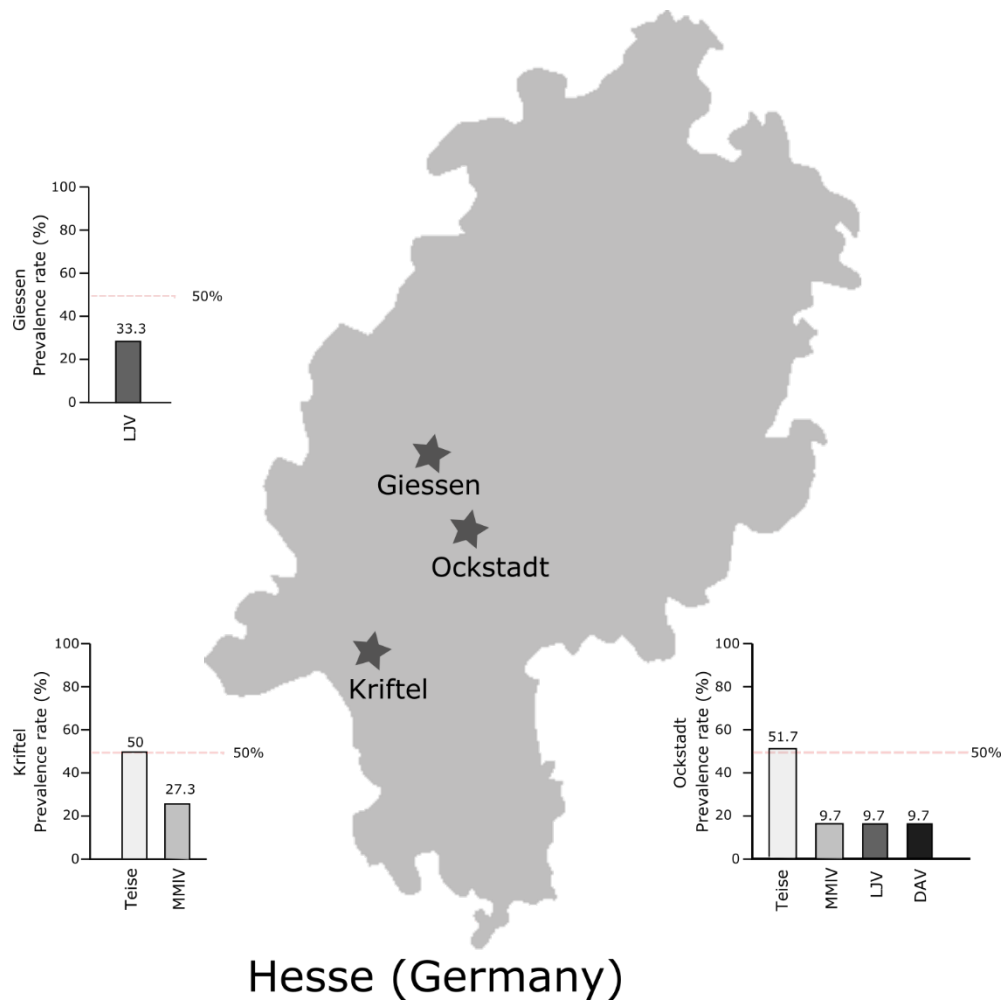 Giessen
Prevalence rate (%)
100
80
60
40
20
0
50%
33.3
LJV
Giessen
Ockstadt
Kriftel
Kriftel
Prevalence rate (%)
100
80
60
40
20
0
50%
50
27.3
Teise
MMIV
Ockstadt
Prevalence rate (%)
100
80
60
40
20
0
50%
51.7
9.7
9.7
9.7
Teise
MMIV
LJV
DAV
Hesse (Germany)